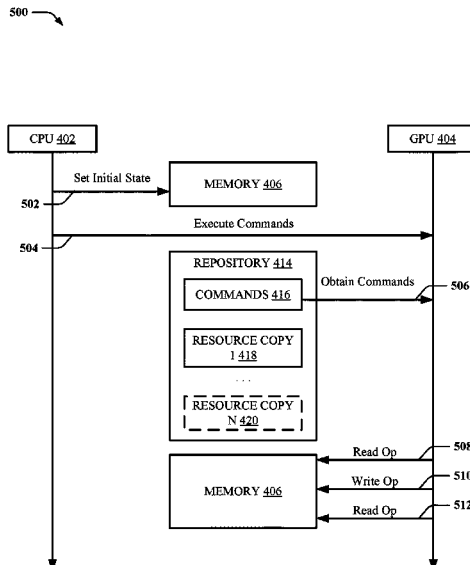 500
CPU 402
GPU 404
Set Initial State
MEMORY 406
502
Execute Commands
504
REPOSITORY 414
Obtain Commands
COMMANDS 416
506
RESOURCE COPY
1 418
. . .
RESOURCE COPY
N 420
508
Read Op
510
Write Op
MEMORY 406
512
Read Op